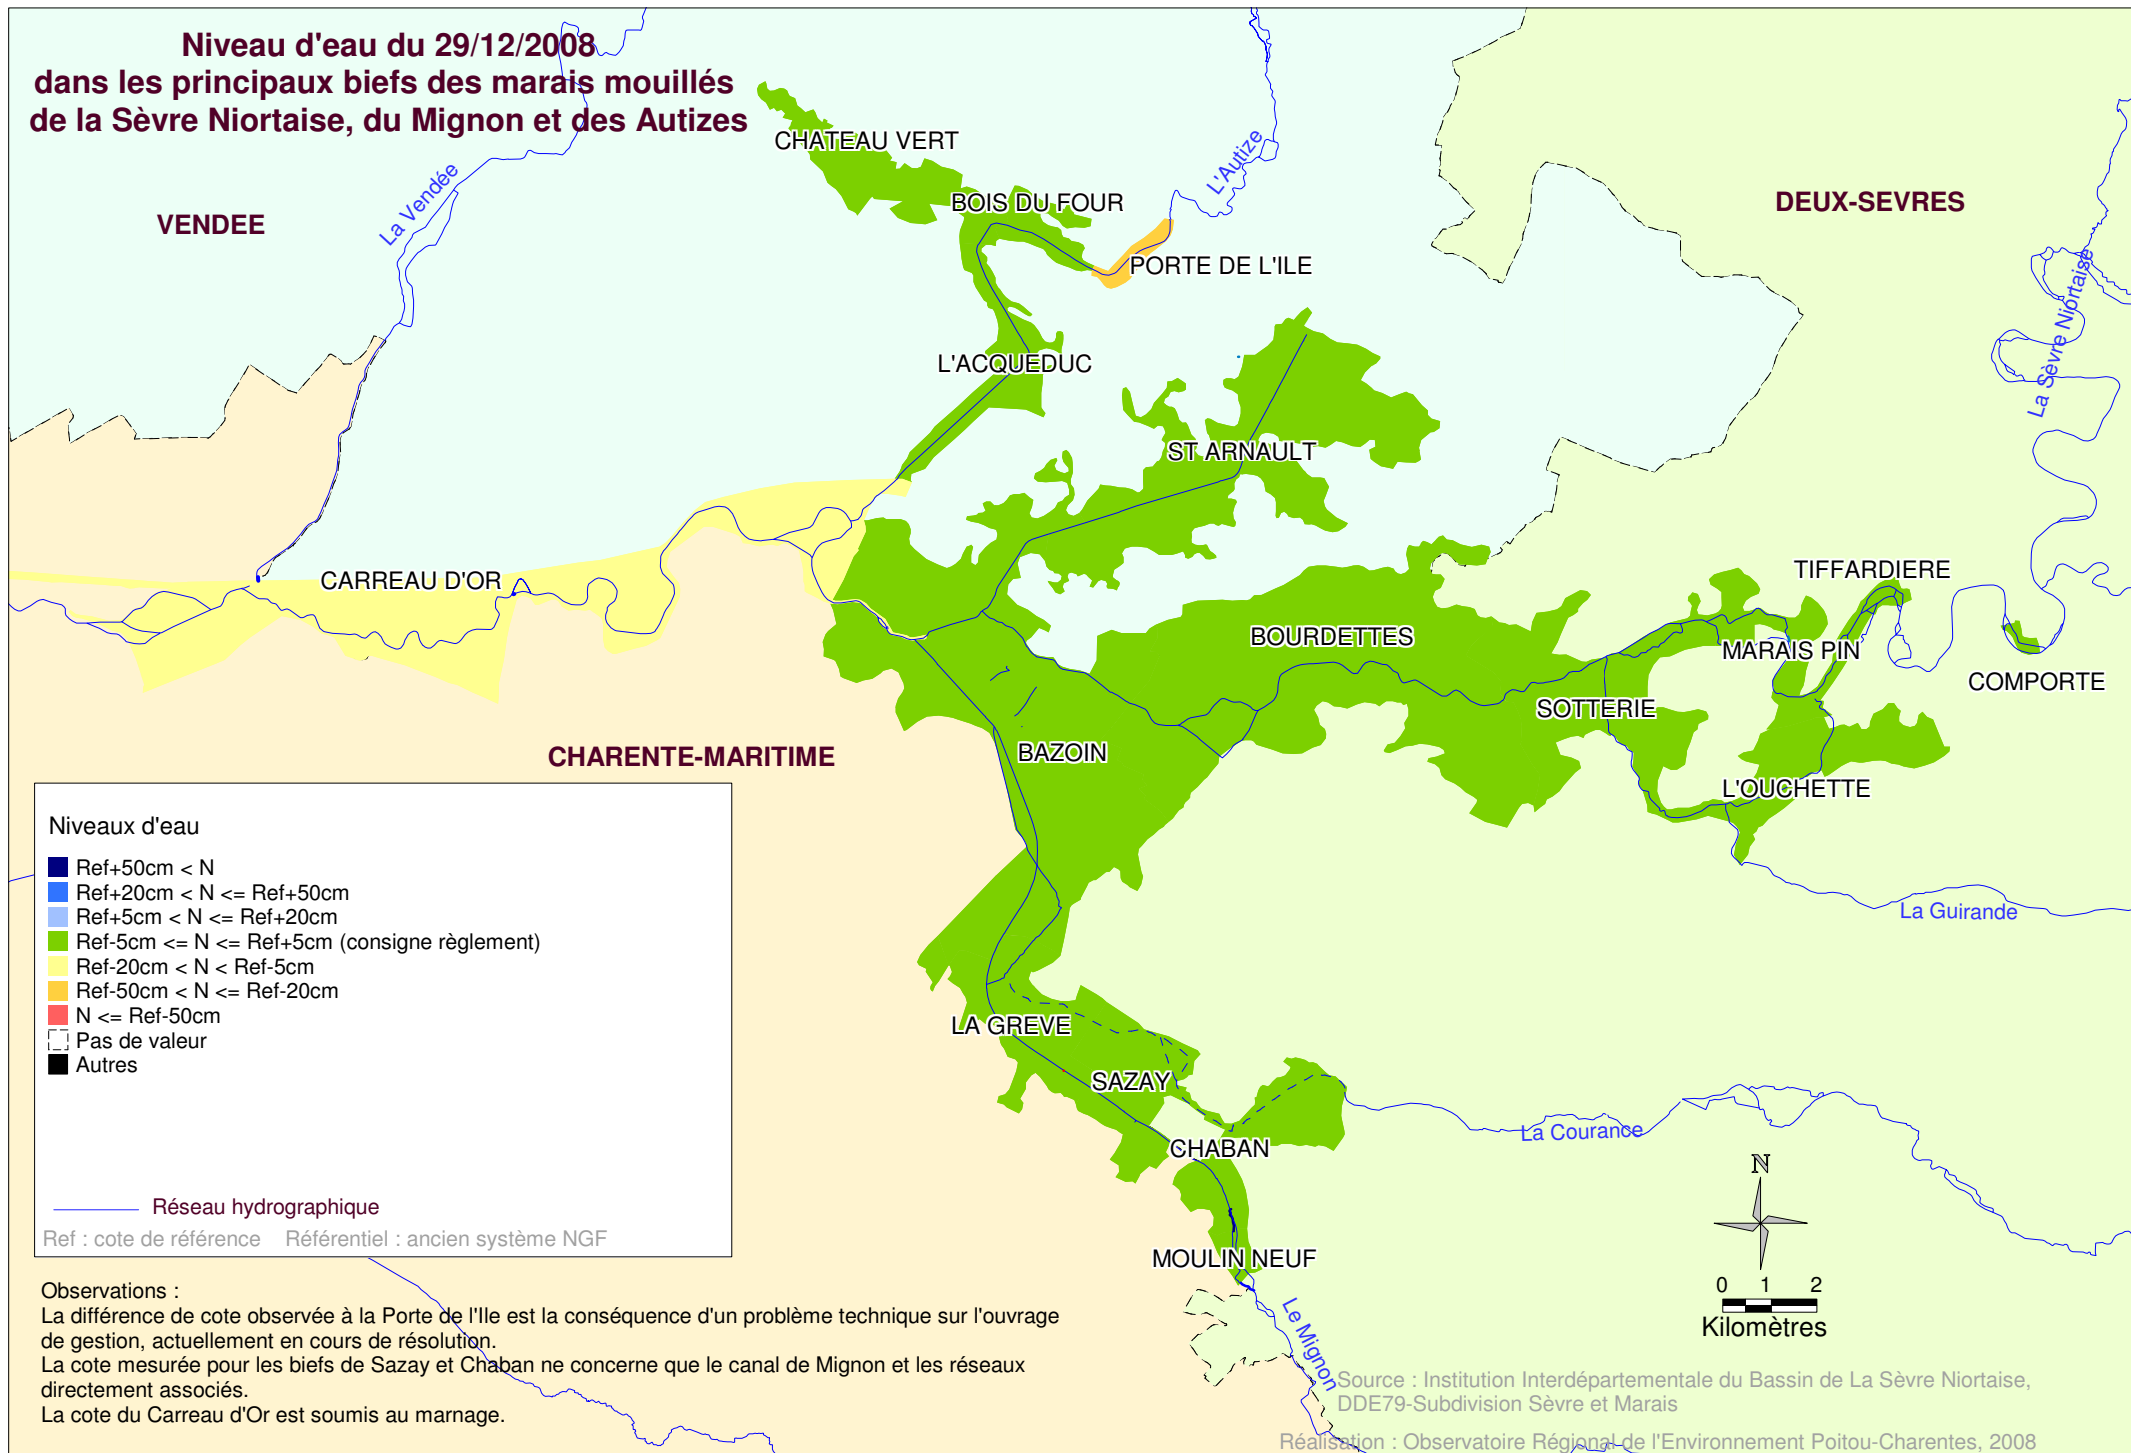 Niveau d'eau du 29/12/2008
dans les principaux biefs des marais mouillés
de la Sèvre Niortaise, du Mignon et des Autizes
VENDEE
La Vendée
CHATEAU VERT
BOIS DU FOUR
L'Autize
PORTE DE L'ILE
DEUX-SEVRES
La Sèvre Niortaise
L'ACQUEDUC
ST ARNAULT
CARREAU D'OR
BOURDETTES
TIFFARDIERE
MARAIS PIN
COMPORTE
SOTTERIE
L'OUCHETTE
BAZOIN
CHARENTE-MARITIME
La Guirande
LA GREVE
SAZAY
CHABAN
La Courance
MOULIN NEUF
Le Mignon
Niveaux d'eau
Ref+50cm < N
Ref+20cm < N <= Ref+50cm
Ref+5cm < N <= Ref+20cm
Ref-5cm <= N <= Ref+5cm (consigne règlement)
Ref-20cm < N < Ref-5cm
Ref-50cm < N <= Ref-20cm
N <= Ref-50cm
Pas de valeur
Autres
Réseau hydrographique
Ref : cote de référence Référentiel : ancien système NGF
N
0 1 2
Kilomètres
Observations :
La différence de cote observée à la Porte de l'Ile est la conséquence d'un problème technique sur l'ouvrage
de gestion, actuellement en cours de résolution.
La cote mesurée pour les biefs de Sazay et Chaban ne concerne que le canal de Mignon et les réseaux
directement associés.
La cote du Carreau d'Or est soumis au marnage.
Source : Institution Interdépartementale du Bassin de La Sèvre Niortaise,
DDE79-Subdivision Sèvre et Marais
Réalisation : Observatoire Régional de l'Environnement Poitou-Charentes, 2008